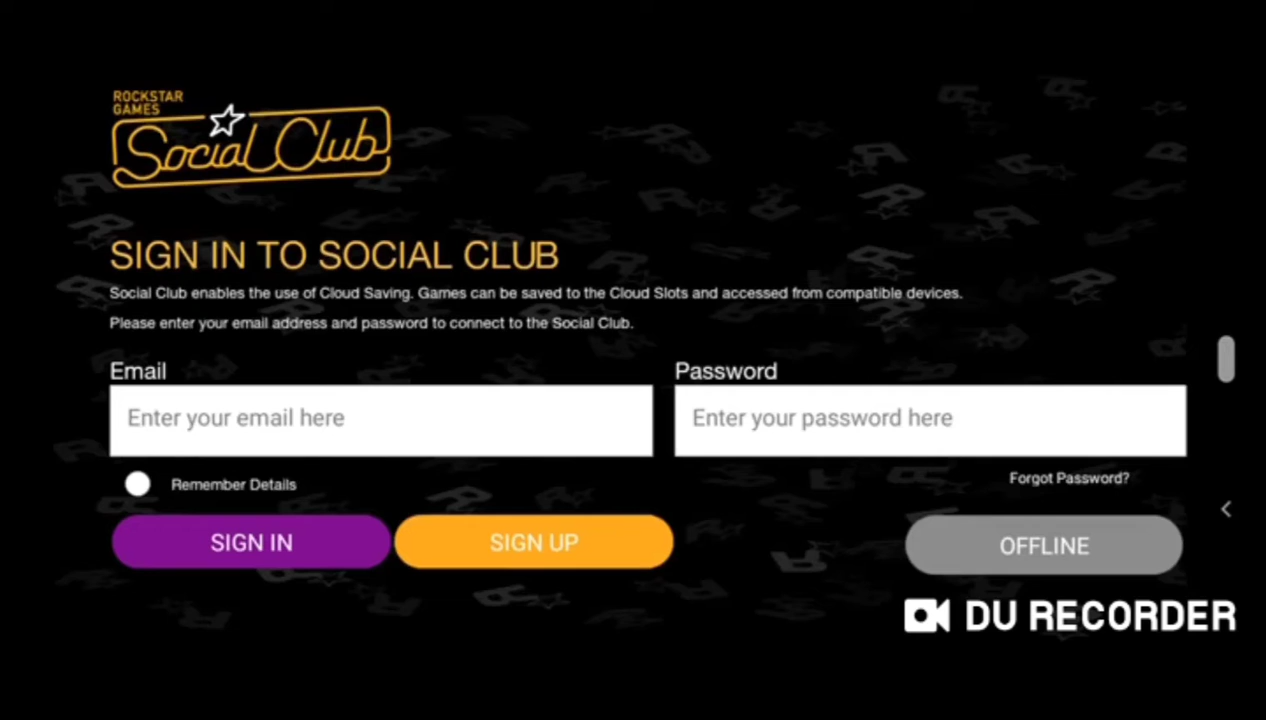 ROCKSTAR
GAMES
Social Club
SIGN IN TO SOCIAL CLUB
Social Club enables the use of Cloud Saving. Games can be saved to the Cloud Slots and accessed from compatible devices.
Please enter your email address and password to connect to the Social Club.
Email
Password
Enter your email here
Enter your password here
Remember Details
Forgot Password?
SIGN IN
SIGN UP
OFFLINE
DU RECORDER